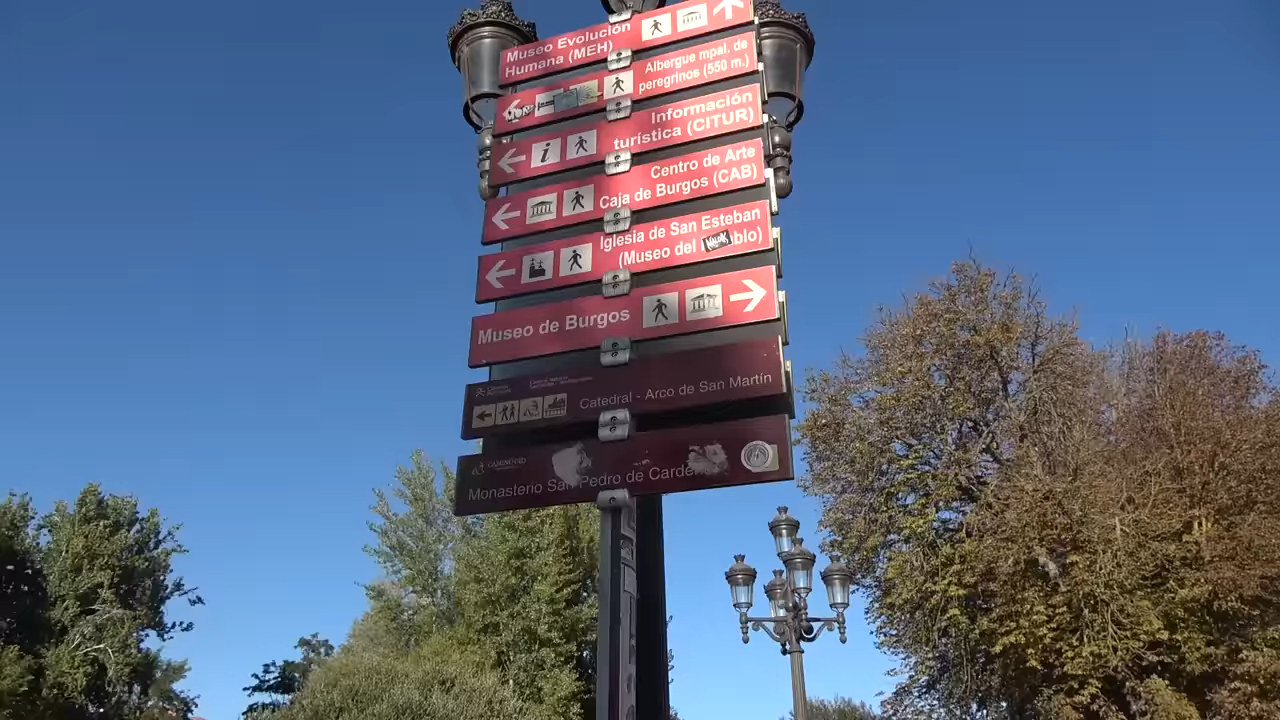 Museo Evolución
Humana (MEH)
Albergue mpal. de
peregrinos (550 m.)
Información
turística (CITUR)
i
Centro de Arte
Caja de Burgos (CAB)
Iglesia de San Esteban
(Museo del blo)
Museo de Burgos
Catedral - Arco de San Martín
Monasterio San Pedro de Carde